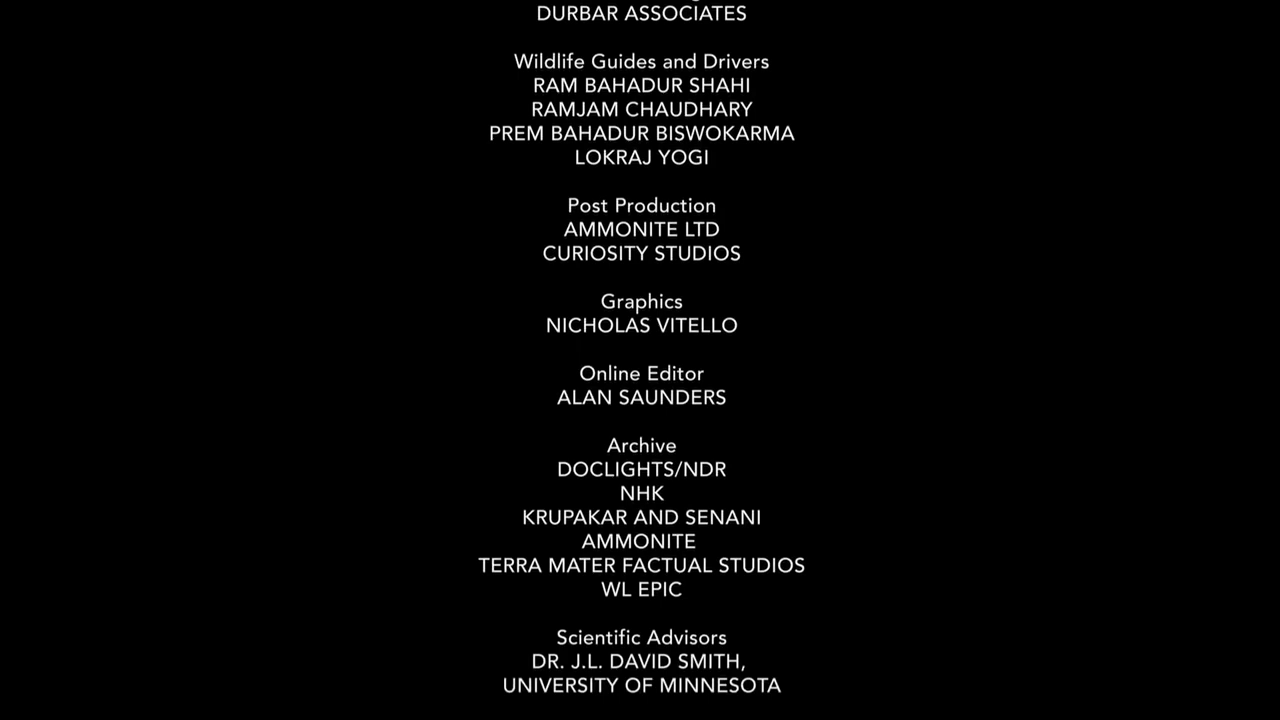 DURBAR ASSOCIATES
Wildlife Guides and Drivers
RAM BAHADUR SHAHI
RAMJAM CHAUDHARY
PREM BAHADUR BISWOKARMA
LOKRAJ YOGI
Post Production
AMMONITE LTD
CURIOSITY STUDIOS
Graphics
NICHOLAS VITELLO
Online Editor
ALAN SAUNDERS
Archive
DOCLIGHTS/NDR
NHK
KRUPAKAR AND SENANI
AMMONITE
TERRA MATER FACTUAL STUDIOS
WL EPIC
Scientific Advisors
DR. J.L. DAVID SMITH,
UNIVERSITY OF MINNESOTA